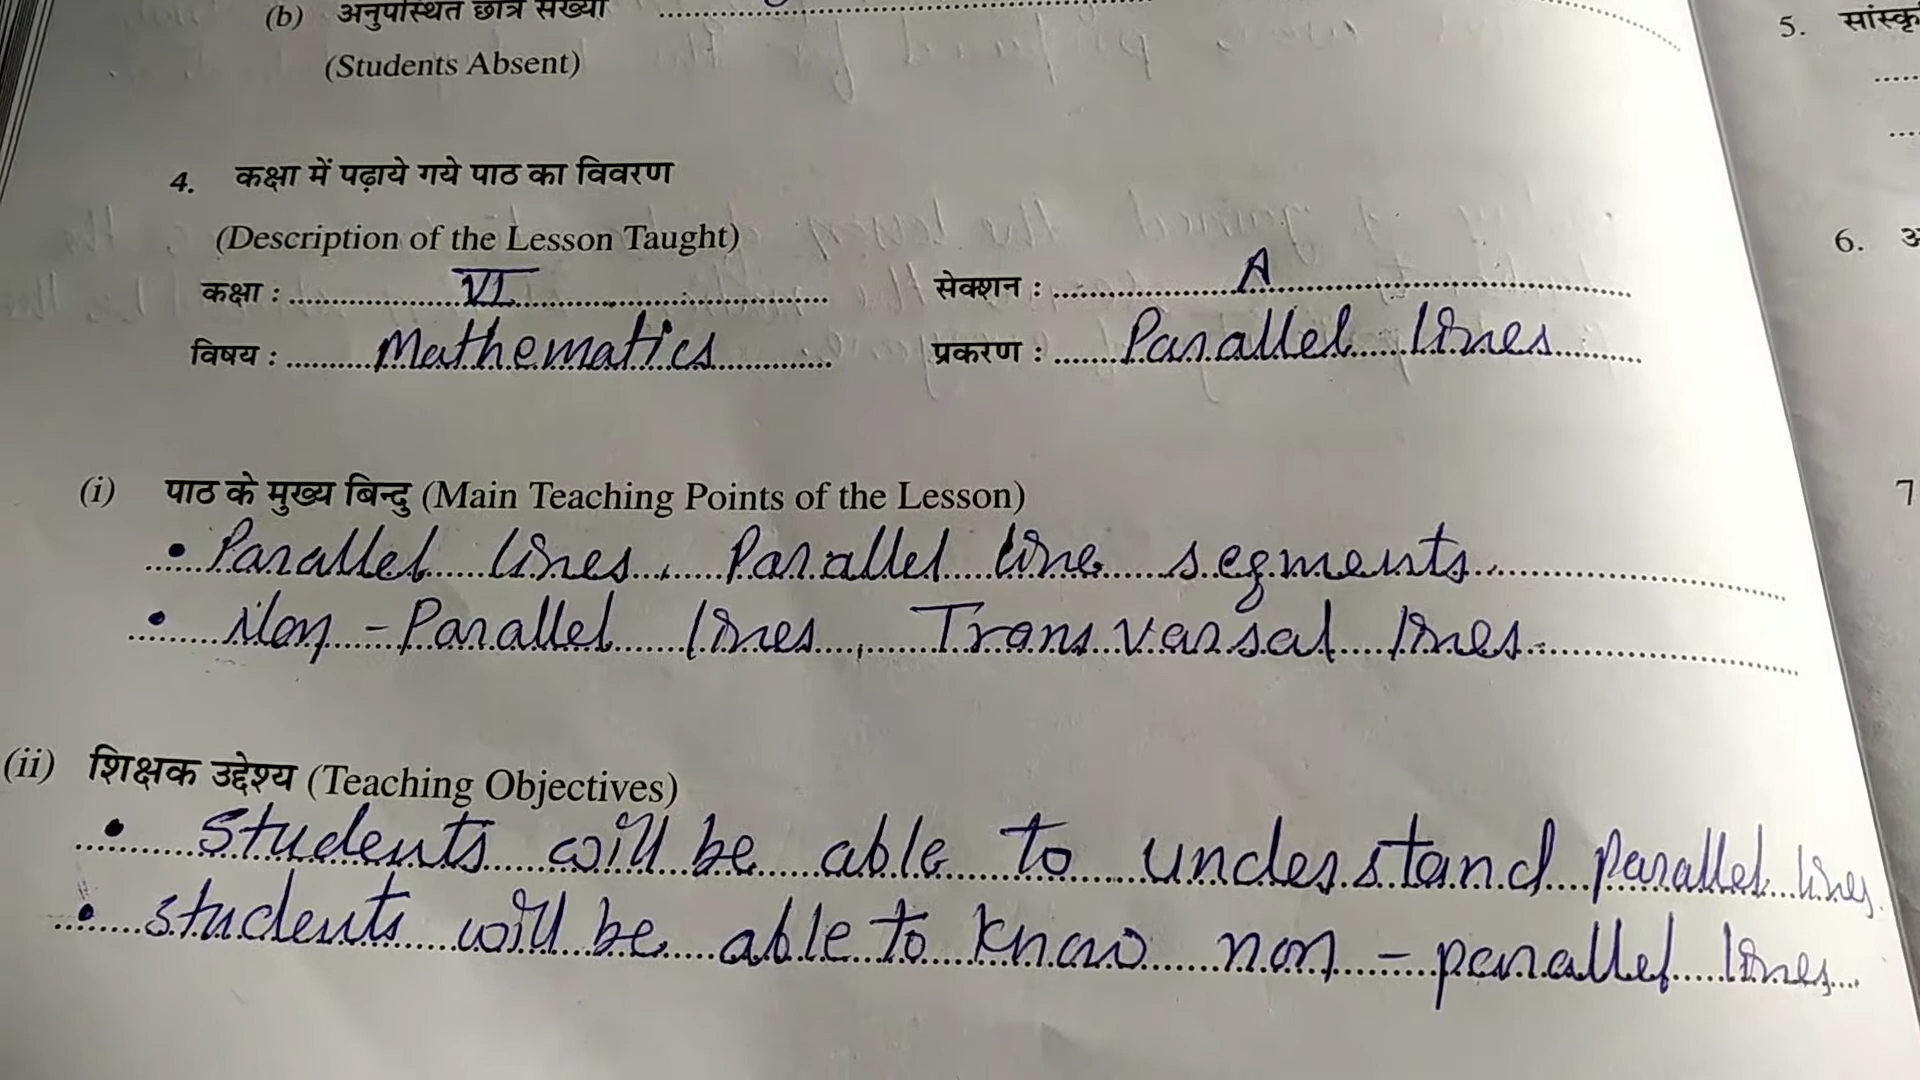 (b) अनुपस्थित छात्र संख्या
(Students Absent)
4. कक्षा में पढ़ाये गये पाठ का विवरण
(Description of the Lesson Taught)
कक्षा : VI सेक्शन : A
विषय : Mathematics प्रकरण : Parallel lines
(i) पाठ के मुख्य बिन्दु (Main Teaching Points of the Lesson)
• Parallel lines, Parallel line segments
• Non - Parallel lines, Transvarsal lines.
(ii) शिक्षक उद्देश्य (Teaching Objectives)
• Students will be able to understand parallel lines.
• students will be able to know non - parallel lines.
5.
6.
7